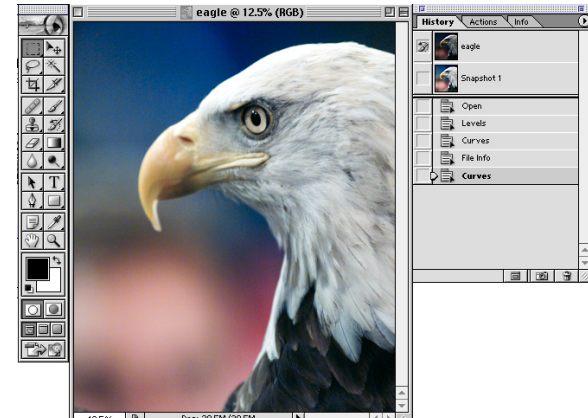 eagle @ 12.5% (RGB)
History Actions Info
eagle
Snapshot 1
Open
Levels
Curves
File Info
Curves
T